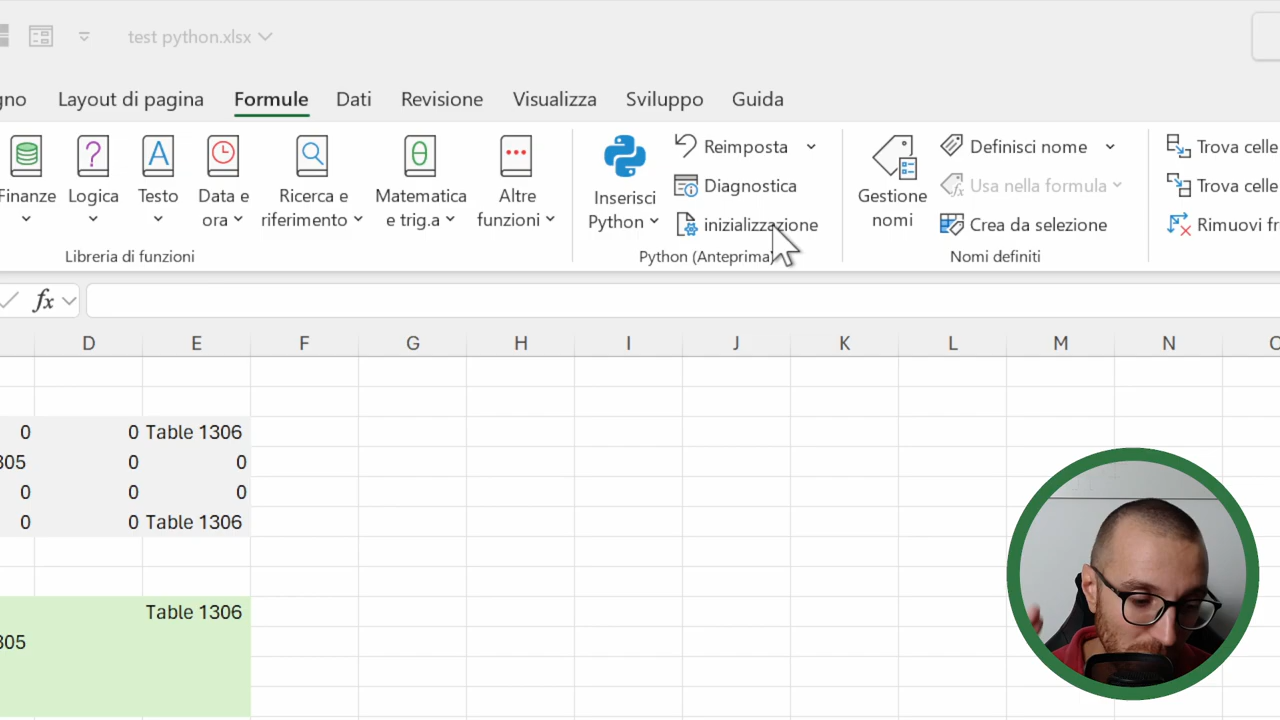 test python.xlsx
gno Layout di pagina Formule Dati Revisione Visualizza Sviluppo Guida
Finanze
Logica
Testo
Data e
ora
Ricerca e
riferimento
Matematica
e trig.a
Altre
funzioni
Libreria di funzioni
Inserisci
Python
Reimposta
Diagnostica
inizializzazione
Python (Anteprima)
Gestione
nomi
Definisci nome
Usa nella formula
Crea da selezione
Nomi definiti
Trova celle
Trova celle
Rimuovi fr
fx
D E F G H I J K L M N
0 0 Table 1306
305 0 0
0 0 0
0 0 Table 1306
Table 1306
305